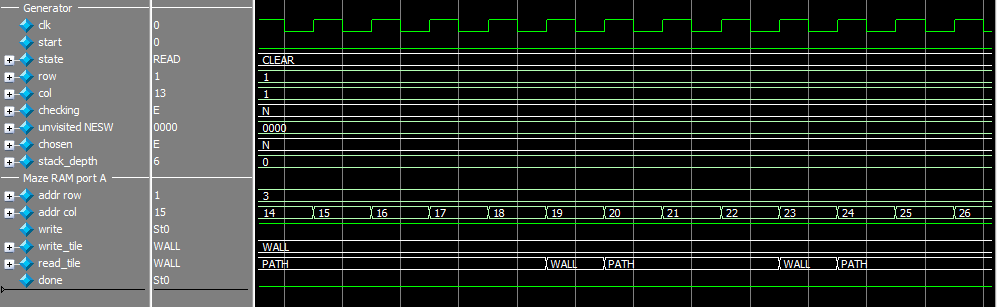 Generator
clk 0
start 0
state READ CLEAR
row 1 1
col 13 1
checking E N
unvisited NESW 0000 0000
chosen E N
stack_depth 6 0
Maze RAM port A
addr row 1 3
addr col 15 14 15 16 17 18 19 20 21 22 23 24 25 26
write St0
write_tile WALL WALL
read_tile WALL PATH WALL PATH WALL PATH
done St0